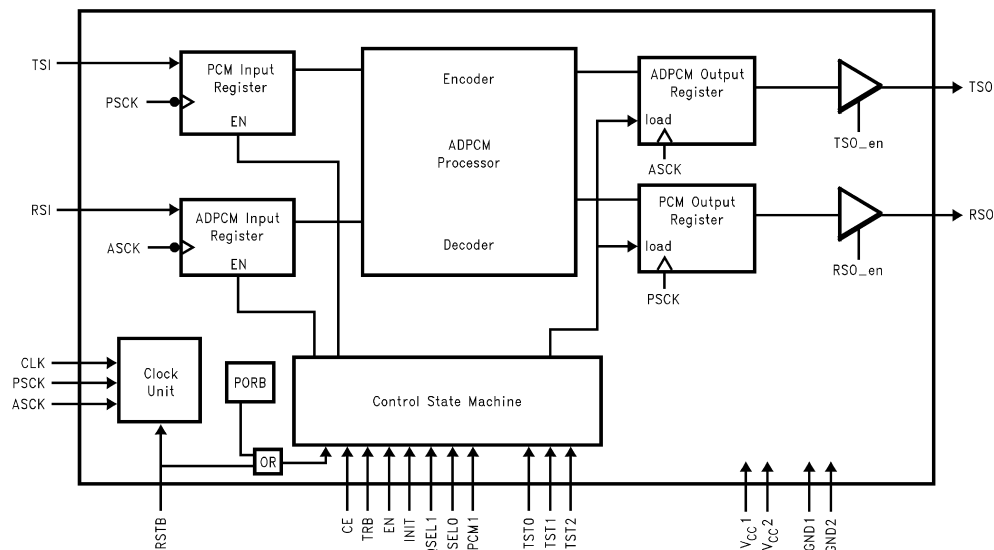 TSI
PCM Input
Register
PSCK
EN
Encoder
ADPCM
Processor
Decoder
ADPCM Output
Register
load
ASCK
TSO
TSO_en
RSI
ADPCM Input
Register
ASCK
EN
PCM Output
Register
load
PSCK
RSO
RSO_en
CLK
PSCK
ASCK
Clock
Unit
PORB
OR
Control State Machine
RSTB
CE
TRB
EN
INIT
QSEL1
QSEL0
PCM1
TST0
TST1
TST2
VCC1
VCC2
GND1
GND2